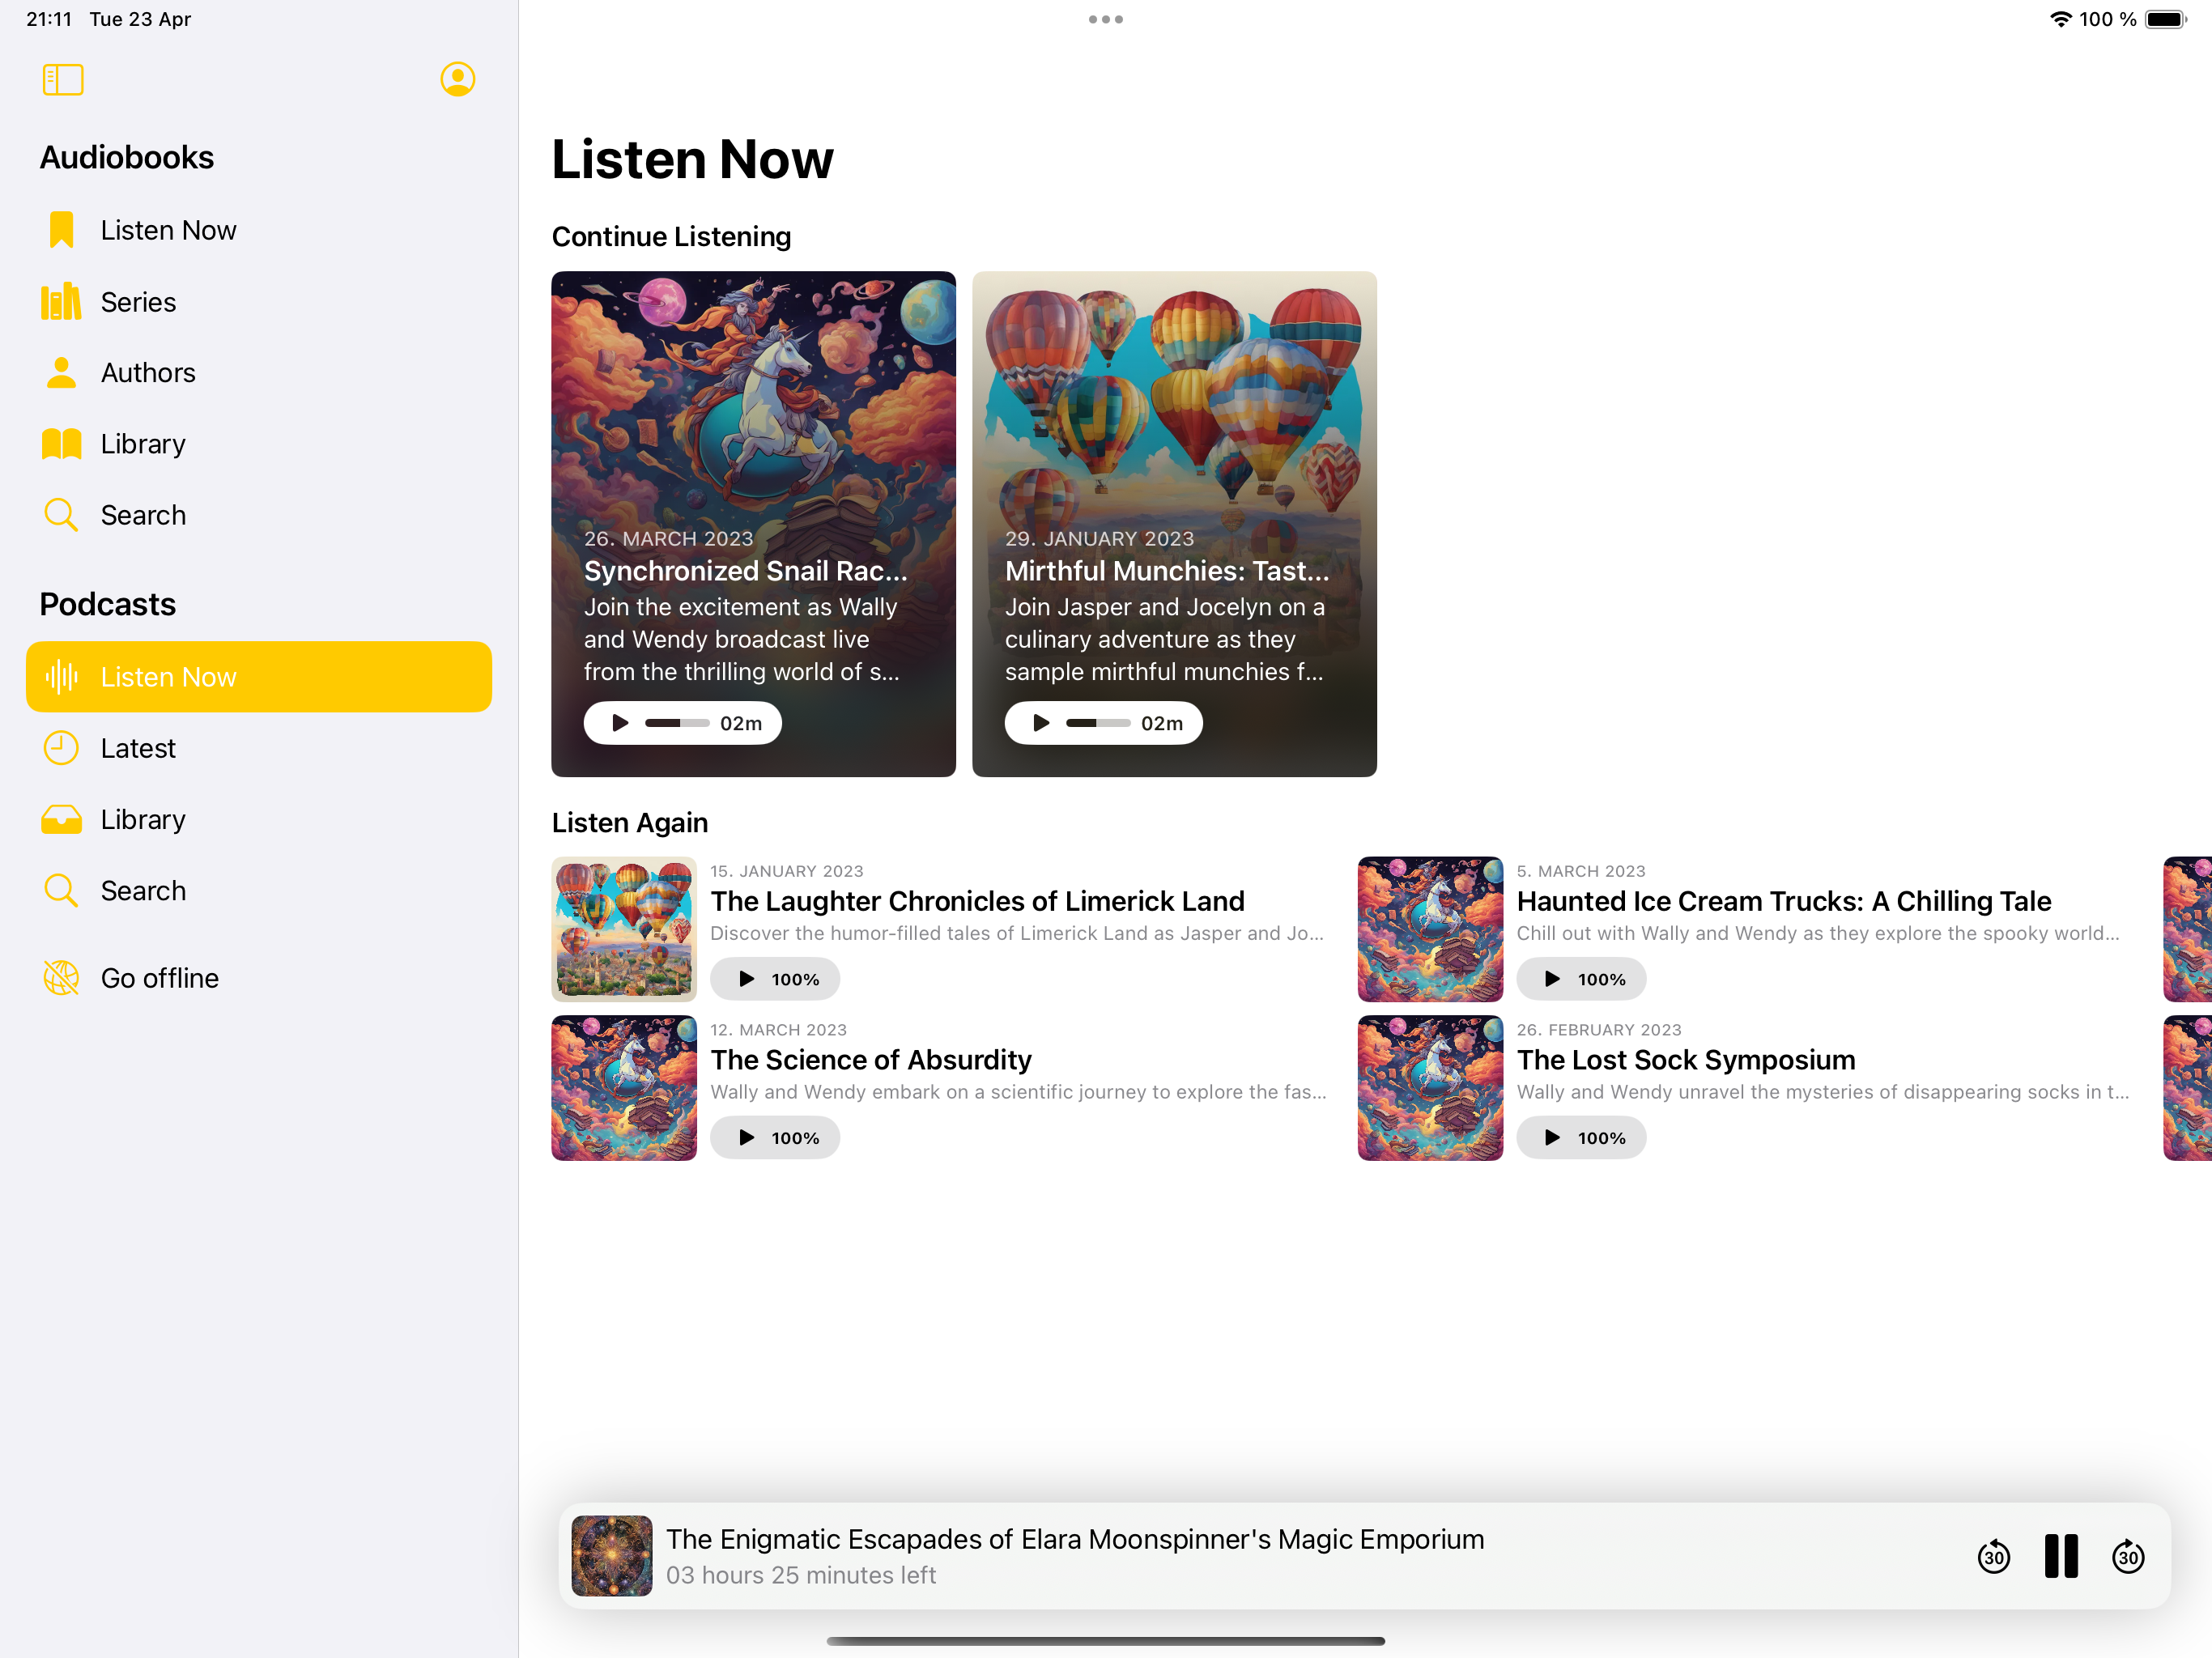 21:11 Tue 23 Apr
100 %
Audiobooks
Listen Now
Series
Authors
Library
Search
Podcasts
Listen Now
Latest
Library
Search
Go offline
Listen Now
Continue Listening
26. MARCH 2023
Synchronized Snail Rac...
Join the excitement as Wally
and Wendy broadcast live
from the thrilling world of s...
02m
29. JANUARY 2023
Mirthful Munchies: Tast...
Join Jasper and Jocelyn on a
culinary adventure as they
sample mirthful munchies f...
02m
Listen Again
15. JANUARY 2023
The Laughter Chronicles of Limerick Land
Discover the humor-filled tales of Limerick Land as Jasper and Jo...
100%
5. MARCH 2023
Haunted Ice Cream Trucks: A Chilling Tale
Chill out with Wally and Wendy as they explore the spooky world...
100%
12. MARCH 2023
The Science of Absurdity
Wally and Wendy embark on a scientific journey to explore the fas...
100%
26. FEBRUARY 2023
The Lost Sock Symposium
Wally and Wendy unravel the mysteries of disappearing socks in t...
100%
The Enigmatic Escapades of Elara Moonspinner's Magic Emporium
03 hours 25 minutes left
30
30